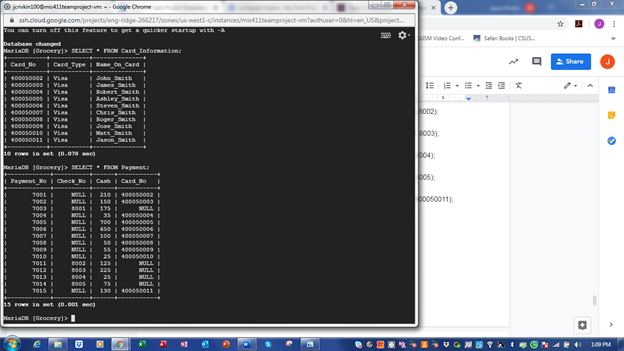 jcrivkin100@mis411teamproject-vm: ~ - Google Chrome
ssh.cloud.google.com/projects/eng-ridge-266217/zones/us-west1-c/instances/mis411teamproject-vm?authuser=0&hl=en_US&project...
You can turn off this feature to get a quicker startup with -A
Database changed
MariaDB [Grocery]> SELECT * FROM Card_Information;
| Card_No | Card_Type | Name_On_Card |
| 400050002 | Visa | John_Smith |
| 400050003 | Visa | James_Smith |
| 400050004 | Visa | Robert_Smith |
| 400050005 | Visa | Ashley_Smith |
| 400050006 | Visa | Steven_Smith |
| 400050007 | Visa | Chris_Smith |
| 400050008 | Visa | Roger_Smith |
| 400050009 | Visa | Jose_Smith |
| 400050010 | Visa | Matt_Smith |
| 400050011 | Visa | Jason_Smith |
10 rows in set (0.078 sec)
MariaDB [Grocery]> SELECT * FROM Payment;
| Payment_No | Check_No | Cash | Card_No |
| 7001 | NULL | 210 | 400050002 |
| 7002 | NULL | 150 | 400050003 |
| 7003 | 8001 | 175 | NULL |
| 7004 | NULL | 35 | 400050004 |
| 7005 | NULL | 700 | 400050005 |
| 7006 | NULL | 650 | 400050006 |
| 7007 | NULL | 100 | 400050007 |
| 7008 | NULL | 50 | 400050008 |
| 7009 | NULL | 55 | 400050009 |
| 7010 | NULL | 25 | 400050010 |
| 7011 | 8002 | 125 | NULL |
| 7012 | 8003 | 225 | NULL |
| 7013 | 8004 | 25 | NULL |
| 7014 | 8005 | 75 | NULL |
| 7015 | NULL | 130 | 400050011 |
15 rows in set (0.001 sec)
MariaDB [Grocery]>
USM Conf...
Safari Books | CSUS...
Share
J
8002);
8003);
004);
005);
00050011);
1:09 PM